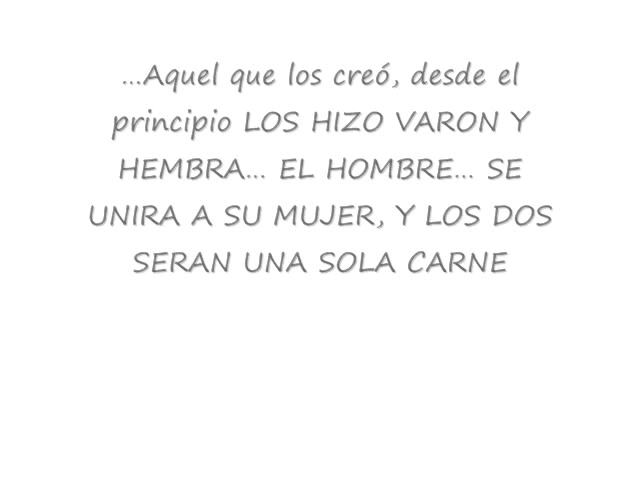 ...Aquel que los creó, desde el
principio LOS HIZO VARON Y
HEMBRA... EL HOMBRE... SE
UNIRA A SU MUJER, Y LOS DOS
SERAN UNA SOLA CARNE